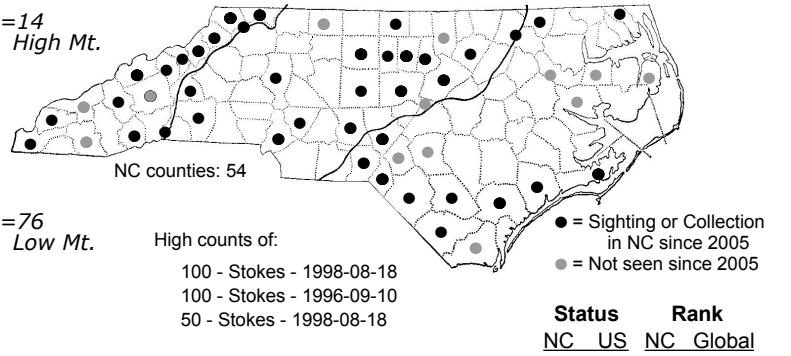 =14
High Mt.
NC counties: 54
=76
Low Mt.
High counts of:
100 - Stokes - 1998-08-18
100 - Stokes - 1996-09-10
50 - Stokes - 1998-08-18
= Sighting or Collection
in NC since 2005
= Not seen since 2005
Status Rank
NC US NC Global